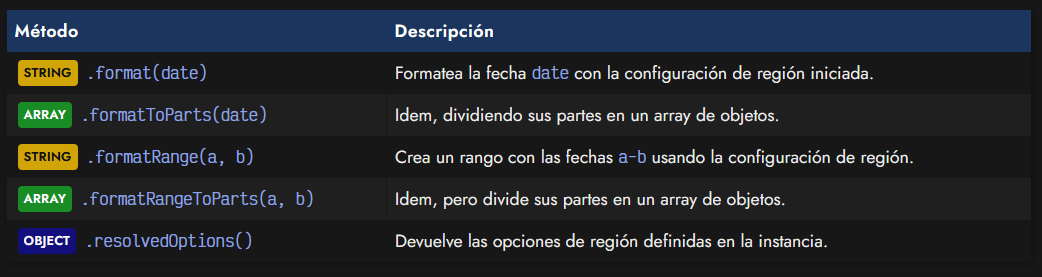 Método Descripción
STRING .format(date) Formatea la fecha date con la configuración de región iniciada.
ARRAY .formatToParts(date) Idem, dividiendo sus partes en un array de objetos.
STRING .formatRange(a, b) Crea un rango con las fechas a-b usando la configuración de región.
ARRAY .formatRangeToParts(a, b) Idem, pero divide sus partes en un array de objetos.
OBJECT .resolvedOptions() Devuelve las opciones de región definidas en la instancia.